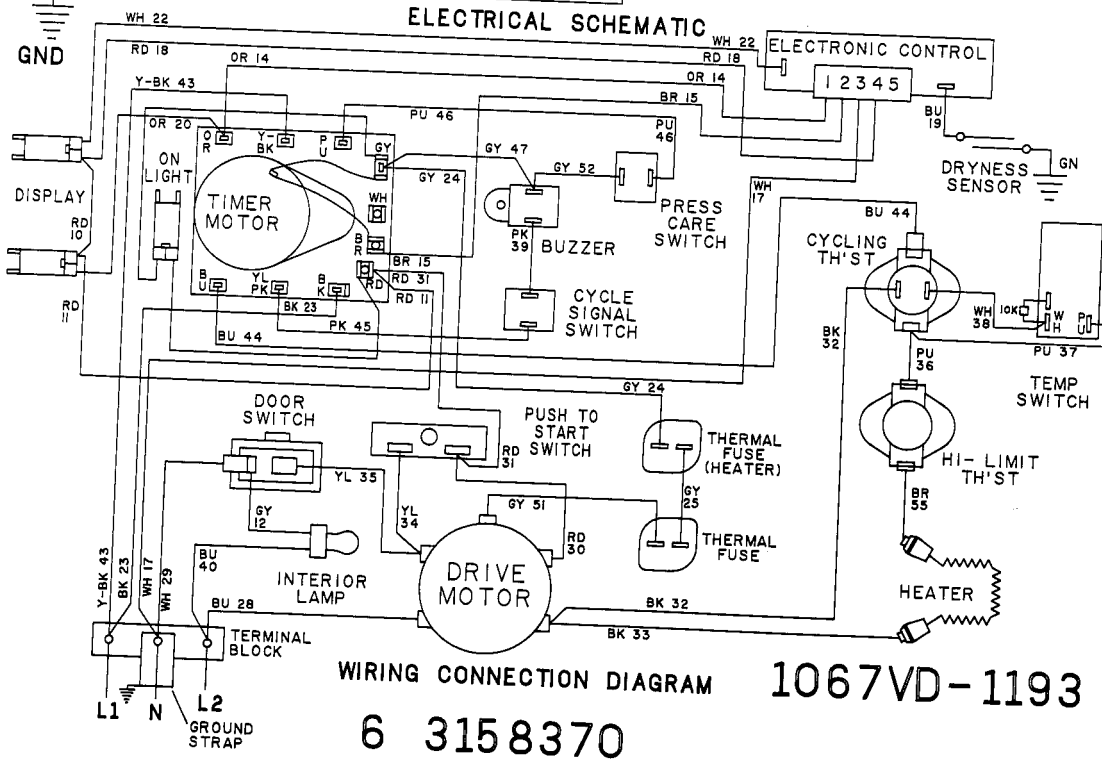 ELECTRICAL SCHEMATIC
GND
WH 22
RD 18
OR 14
Y-BK 43
OR 20
WH 22
RD 18
OR 14
BR 15
ELECTRONIC CONTROL
1 2 3 4 5
PU 46
PU 46
BU 19
GN
DRYNESS SENSOR
DISPLAY
ON LIGHT
RD 10
RD 11
TIMER MOTOR
OR
Y-BK
PU
GY
WH
BR
RD
BU
YL PK
BK
GY 47
GY 24
GY 52
PK 39
BUZZER
PRESS CARE SWITCH
WH 17
BU 44
CYCLING TH'ST
BR 15
RD 31
RD 11
BK 23
PK 45
BU 44
CYCLE SIGNAL SWITCH
BK 32
WH 38
10K
WH
PU
PU 37
PU 36
TEMP SWITCH
GY 24
DOOR SWITCH
PUSH TO START SWITCH
THERMAL FUSE (HEATER)
HI-LIMIT TH'ST
YL 35
RD 31
GY 25
GY 12
YL 34
GY 51
RD 30
THERMAL FUSE
BR 55
BU 40
INTERIOR LAMP
DRIVE MOTOR
HEATER
Y-BK 43
BK 23
WH 17
WH 29
BU 28
BK 32
BK 33
TERMINAL BLOCK
L1
N
L2
GROUND STRAP
WIRING CONNECTION DIAGRAM
1067VD-1193
6 3158370